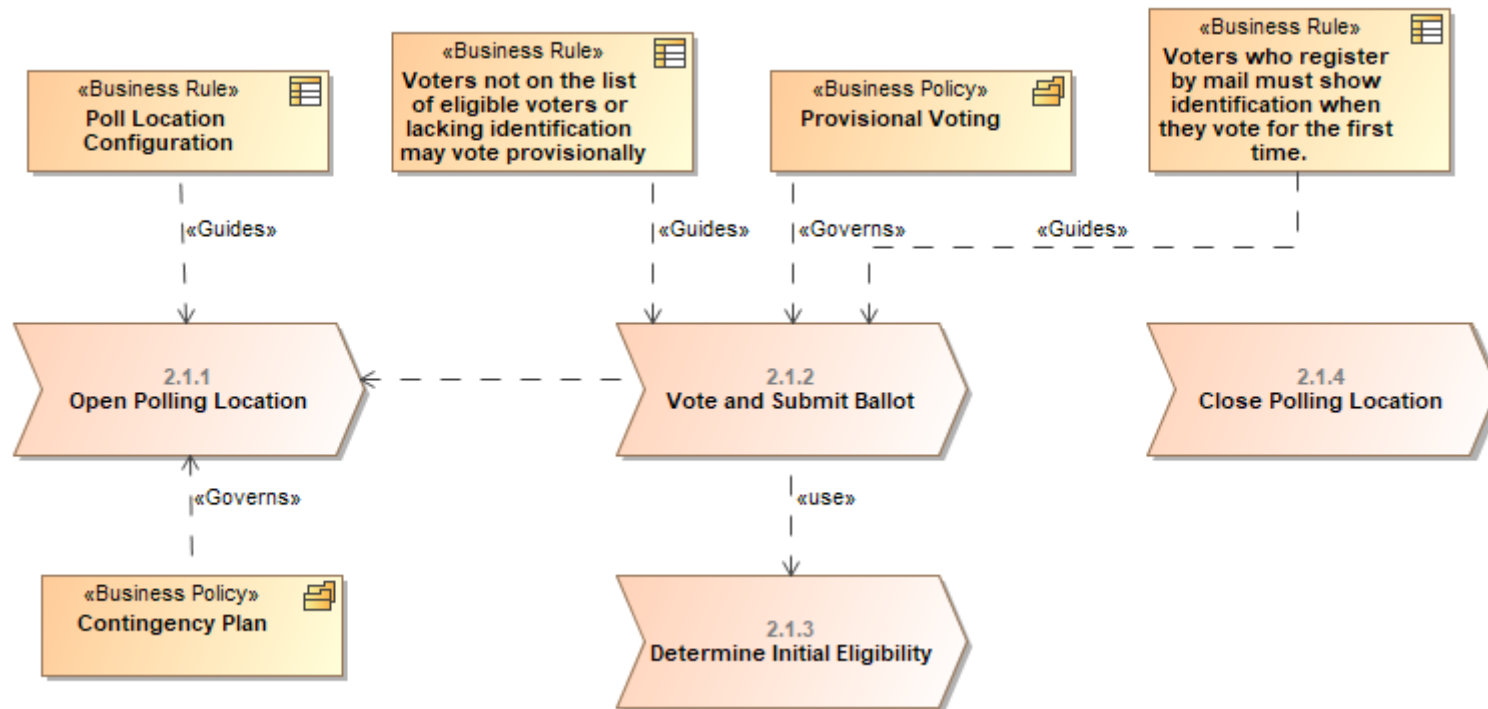 «Business Rule»
Poll Location
Configuration
«Business Rule»
Voters not on the list
of eligible voters or
lacking identification
may vote provisionally
«Business Policy»
Provisional Voting
«Business Rule»
Voters who register
by mail must show
identification when
they vote for the first
time.
«Guides»
«Guides»
«Governs»
«Guides»
2.1.1
Open Polling Location
2.1.2
Vote and Submit Ballot
2.1.4
Close Polling Location
«Governs»
«use»
«Business Policy»
Contingency Plan
2.1.3
Determine Initial Eligibility